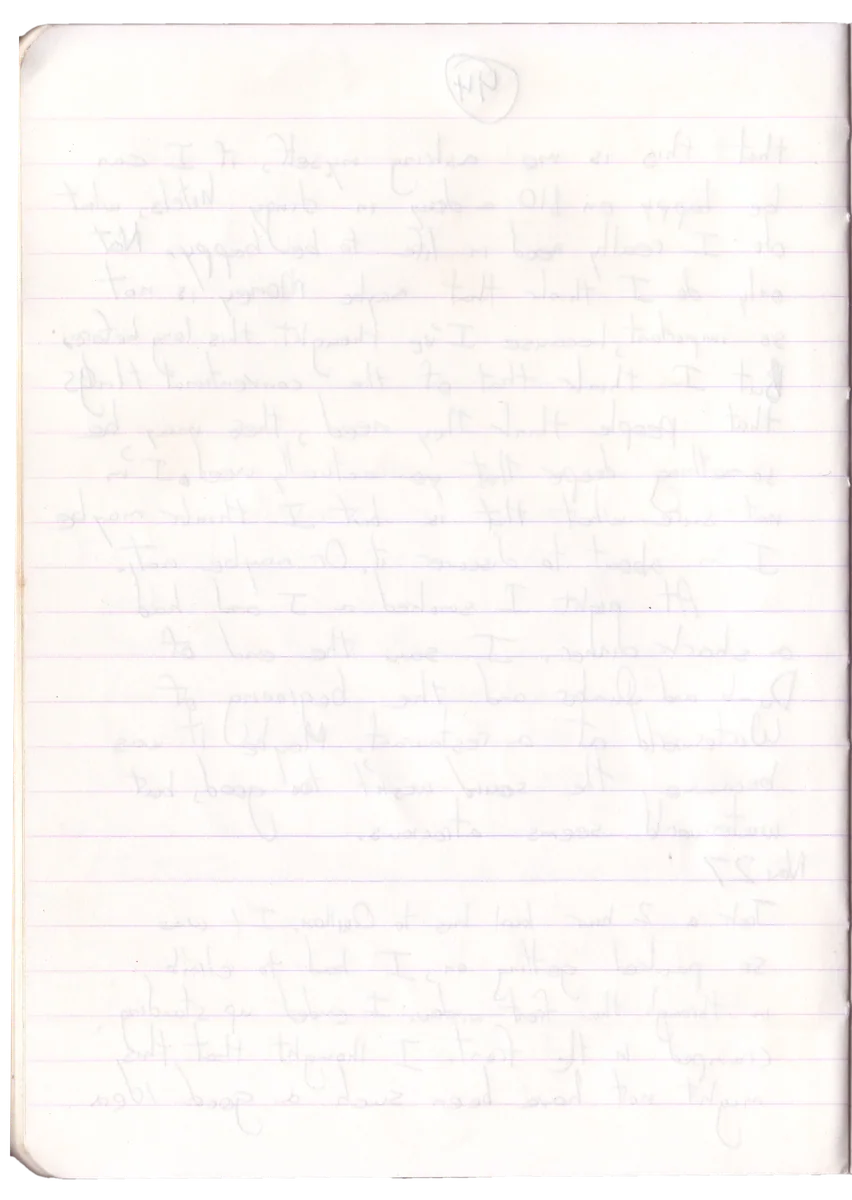 44
that this is me asking myself, if I can
be happy on £10 a day in dingy hotels, what
do I really need in life to be happy. Not
only do I think that maybe money is not
so important, because I've thought this long before,
But I think that of the conventional things
that people think they need, there may be
something deeper that you actually need. I'm
not sure what that is but I think maybe
I'm about to discover it. Or maybe not.
At night I smoked a J and had
a shack dinner. I saw the end of
and the beginning of
Waterworld at a restaurant. Maybe it was
because the sound wasn't too good, but
waterworld seems atrocious.
Nov 27
Take a 2 hour local bus to I was
so packed getting on, I had to climb
in through the front window. I ended up standing
cramped in the front. I thought that this
might not have been such a good idea